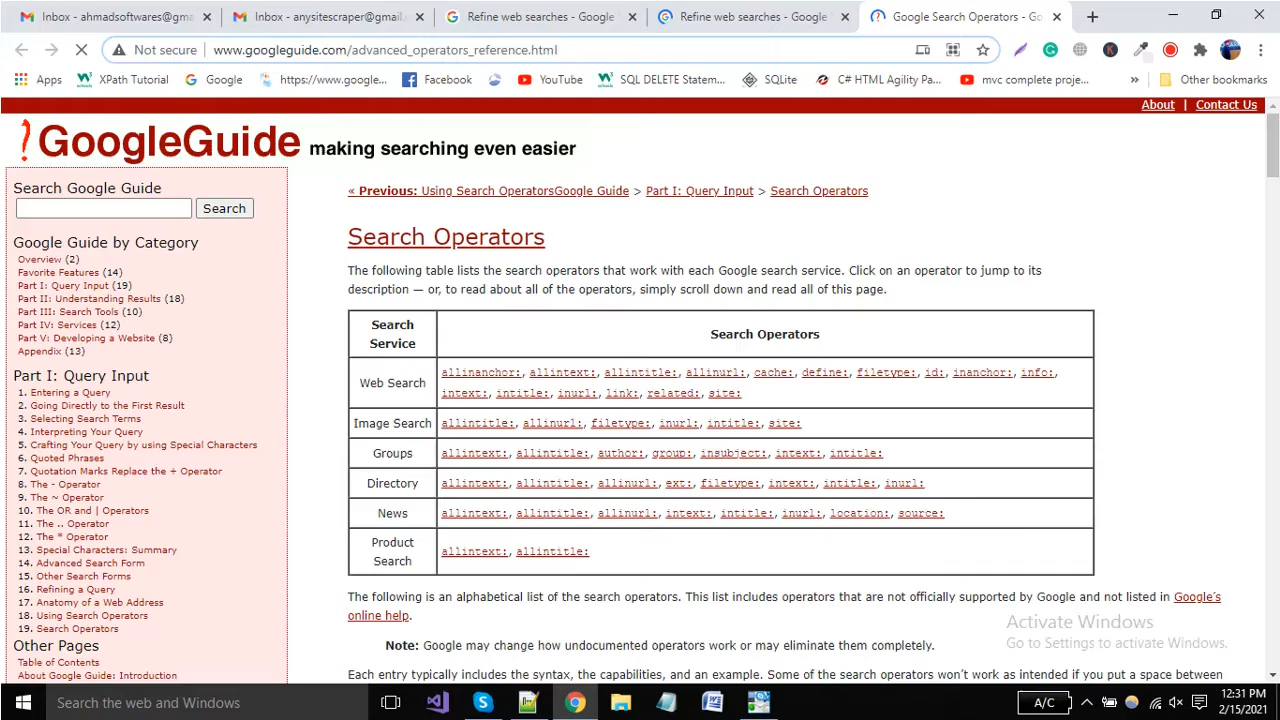 Inbox - ahmadsoftwares@gma
Inbox - anysitescraper@gmail.
Refine web searches - Google
Refine web searches - Google
Google Search Operators - Go
Not secure
www.googleguide.com/advanced_operators_reference.html
Apps
XPath Tutorial
Google
https://www.google...
Facebook
YouTube
SQL DELETE Statem...
SQLite
C# HTML Agility Pa...
mvc complete proje...
»
Other bookmarks
About | Contact Us
GoogleGuide making searching even easier
Search Google Guide
Search
Google Guide by Category
Overview (2)
Favorite Features (14)
Part I: Query Input (19)
Part II: Understanding Results (18)
Part III: Search Tools (10)
Part IV: Services (12)
Part V: Developing a Website (8)
Appendix (13)
Part I: Query Input
1. Entering a Query
2. Going Directly to the First Result
3. Selecting Search Terms
4. Interpreting Your Query
5. Crafting Your Query by using Special Characters
6. Quoted Phrases
7. Quotation Marks Replace the + Operator
8. The - Operator
9. The ~ Operator
10. The OR and | Operators
11. The .. Operator
12. The * Operator
13. Special Characters: Summary
14. Advanced Search Form
15. Other Search Forms
16. Refining a Query
17. Anatomy of a Web Address
18. Using Search Operators
19. Search Operators
Other Pages
Table of Contents
About Google Guide: Introduction
« Previous: Using Search OperatorsGoogle Guide > Part I: Query Input > Search Operators
Search Operators
The following table lists the search operators that work with each Google search service. Click on an operator to jump to its
description — or, to read about all of the operators, simply scroll down and read all of this page.
Search Service
Search Operators
Web Search
allinanchor:, allintext:, allintitle:, allinurl:, cache:, define:, filetype:, id:, inanchor:, info:,
intext:, intitle:, inurl:, link:, related:, site:
Image Search
allintitle:, allinurl:, filetype:, inurl:, intitle:, site:
Groups
allintext:, allintitle:, author:, group:, insubject:, intext:, intitle:
Directory
allintext:, allintitle:, allinurl:, ext:, filetype:, intext:, intitle:, inurl:
News
allintext:, allintitle:, allinurl:, intext:, intitle:, inurl:, location:, source:
Product Search
allintext:, allintitle:
The following is an alphabetical list of the search operators. This list includes operators that are not officially supported by Google and not listed in Google's
online help.
Note: Google may change how undocumented operators work or may eliminate them completely.
Each entry typically includes the syntax, the capabilities, and an example. Some of the search operators won't work as intended if you put a space between
Activate Windows
Go to Settings to activate Windows.
Search the web and Windows
A/C
12:31 PM
2/15/2021